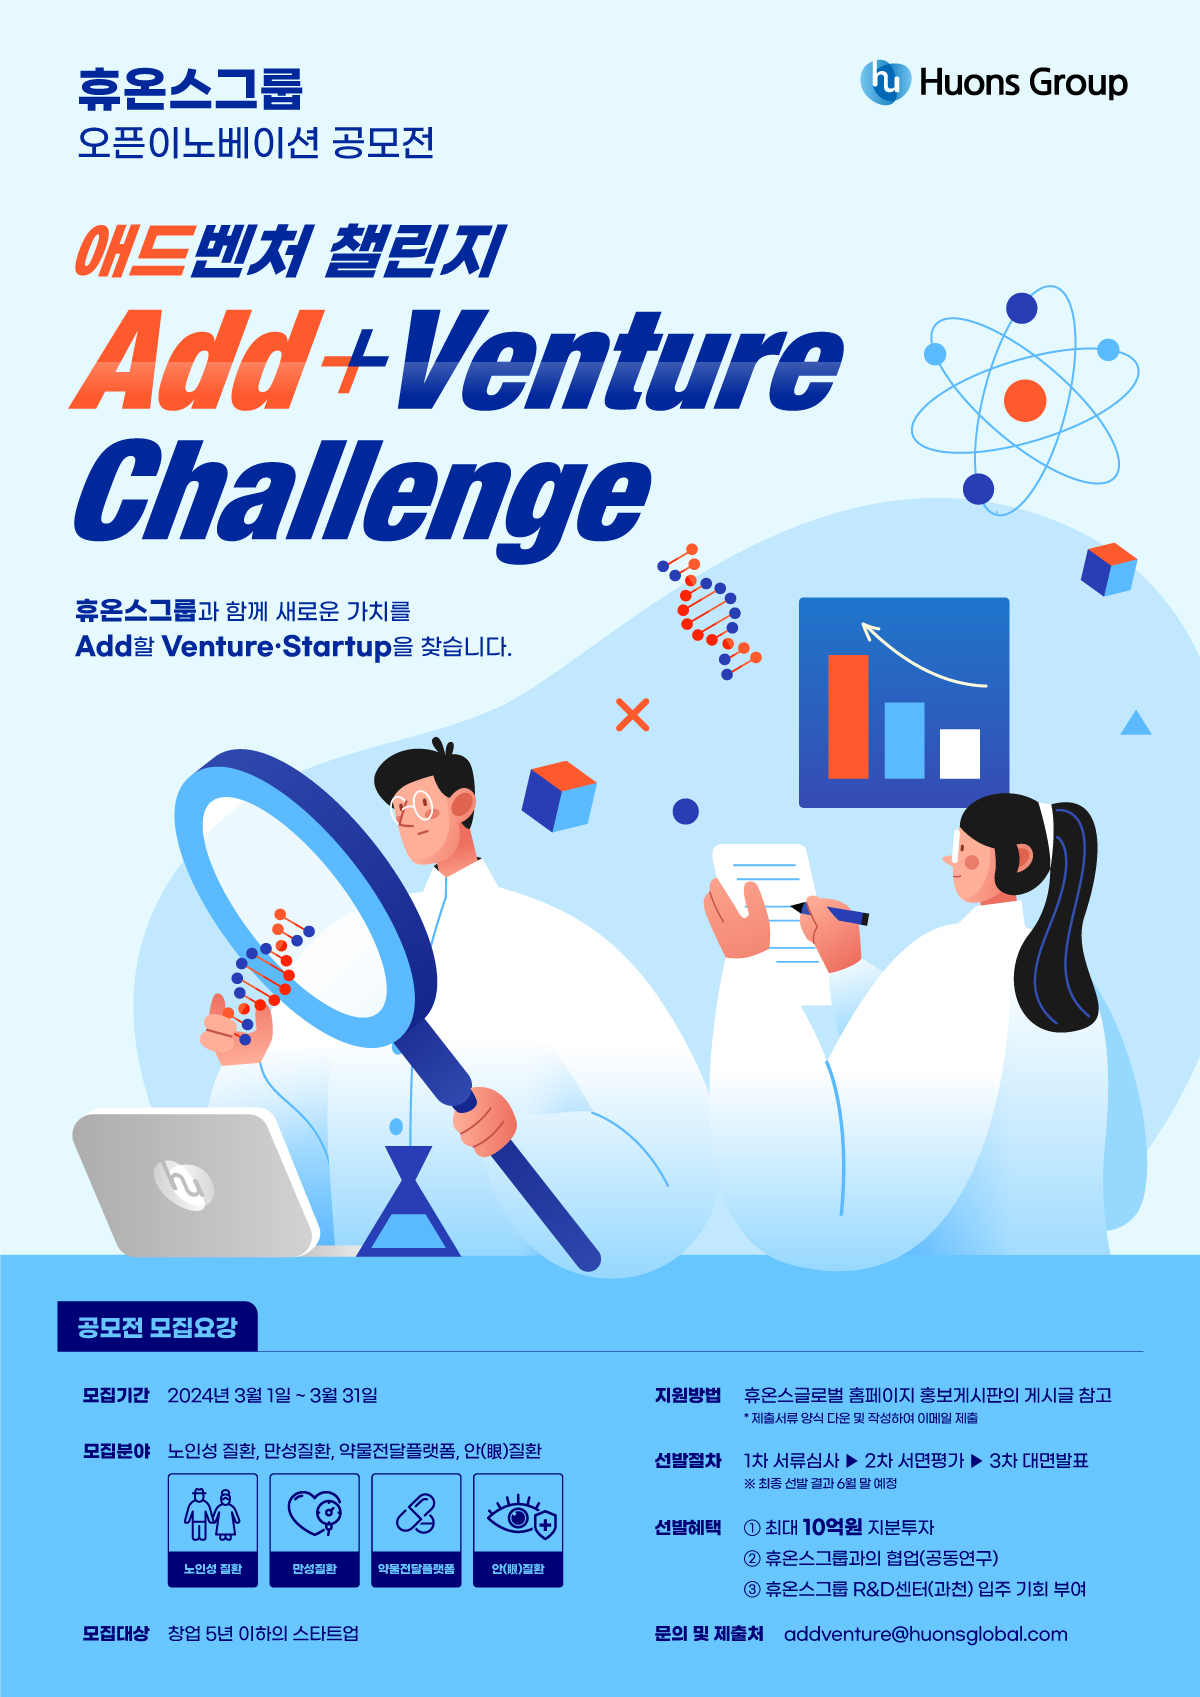 휴온스그룹
오픈이노베이션 공모전
hu Huons Group
애드벤처 챌린지
Add+Venture
Challenge
휴온스그룹과 함께 새로운 가치를
Add할 Venture·Startup을 찾습니다.
hu
공모전 모집요강
모집기간 2024년 3월 1일 ~ 3월 31일
모집분야 노인성 질환, 만성질환, 약물전달플랫폼, 안(眼)질환
노인성 질환
만성질환
약물전달플랫폼
안(眼)질환
모집대상 창업 5년 이하의 스타트업
지원방법 휴온스글로벌 홈페이지 홍보게시판의 게시글 참고
* 제출서류 양식 다운 및 작성하여 이메일 제출
선발절차 1차 서류심사 ▶ 2차 서면평가 ▶ 3차 대면발표
※ 최종 선발 결과 6월 말 예정
선발혜택 ① 최대 10억원 지분투자
② 휴온스그룹과의 협업(공동연구)
③ 휴온스그룹 R&D센터(과천) 입주 기회 부여
문의 및 제출처 addventure@huonsglobal.com